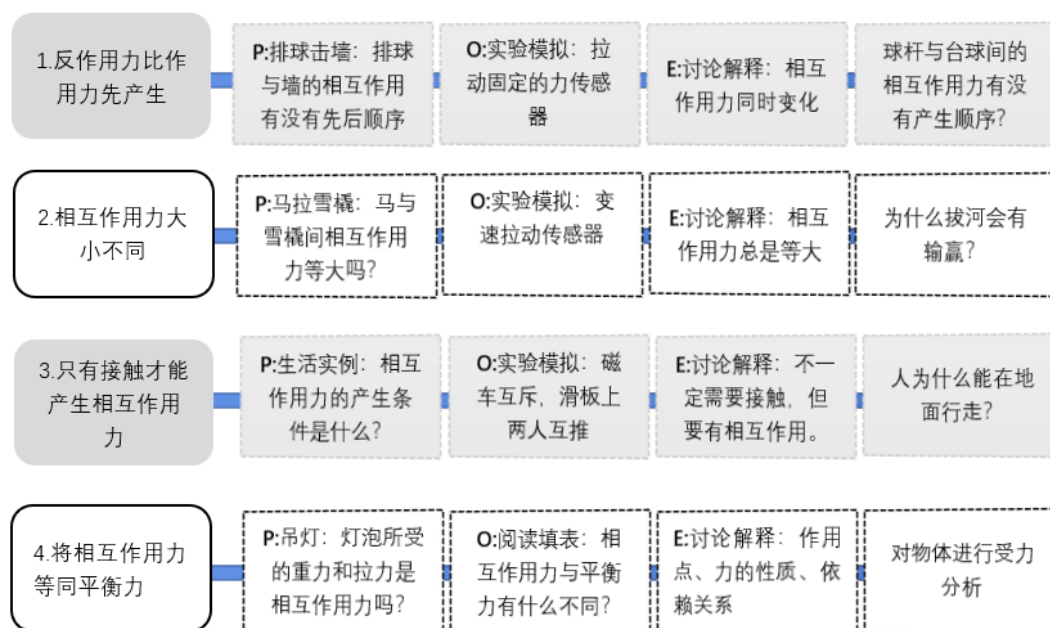 1.反作用力比作
用力先产生
P:排球击墙：排球
与墙的相互作用
有没有先后顺序
O:实验模拟：拉
动固定的力传感
器
E:讨论解释：相互
作用力同时变化
球杆与台球间的
相互作用力有没
有产生顺序？
2.相互作用力大
小不同
P:马拉雪橇：马与
雪橇间相互作用
力等大吗？
O:实验模拟：变
速拉动传感器
E:讨论解释：相互
作用力总是等大
为什么拔河会有
输赢？
3.只有接触才能
产生相互作用
力
P:生活实例：相互
作用力的产生条
件是什么？
O:实验模拟：磁
车互斥，滑板上
两人互推
E:讨论解释：不一
定需要接触，但
要有相互作用。
人为什么能在地
面行走？
4.将相互作用力
等同平衡力
P:吊灯：灯泡所受
的重力和拉力是
相互作用力吗？
O:阅读填表：相
互作用力与平衡
力有什么不同？
E:讨论解释：作用
点、力的性质、依
赖关系
对物体进行受力
分析